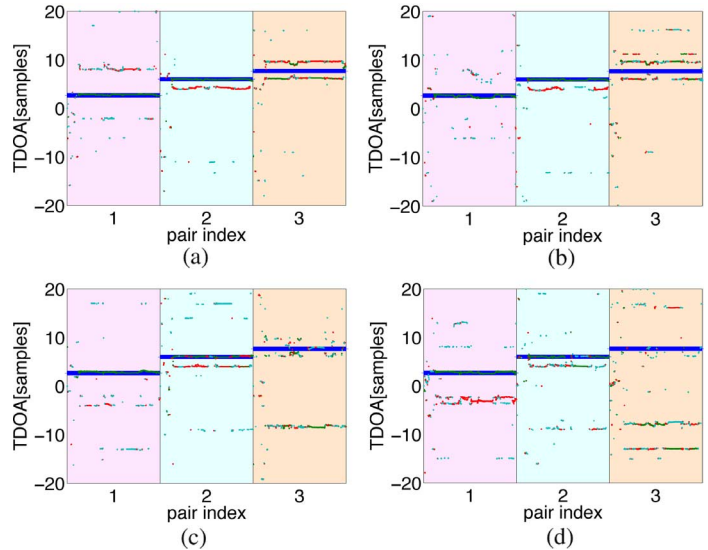 20
10
0
−10
−20
TDOA[samples]
1
2
3
pair index
(a)
20
10
0
−10
−20
TDOA[samples]
1
2
3
pair index
(b)
20
10
0
−10
−20
TDOA[samples]
1
2
3
pair index
(c)
20
10
0
−10
−20
TDOA[samples]
1
2
3
pair index
(d)